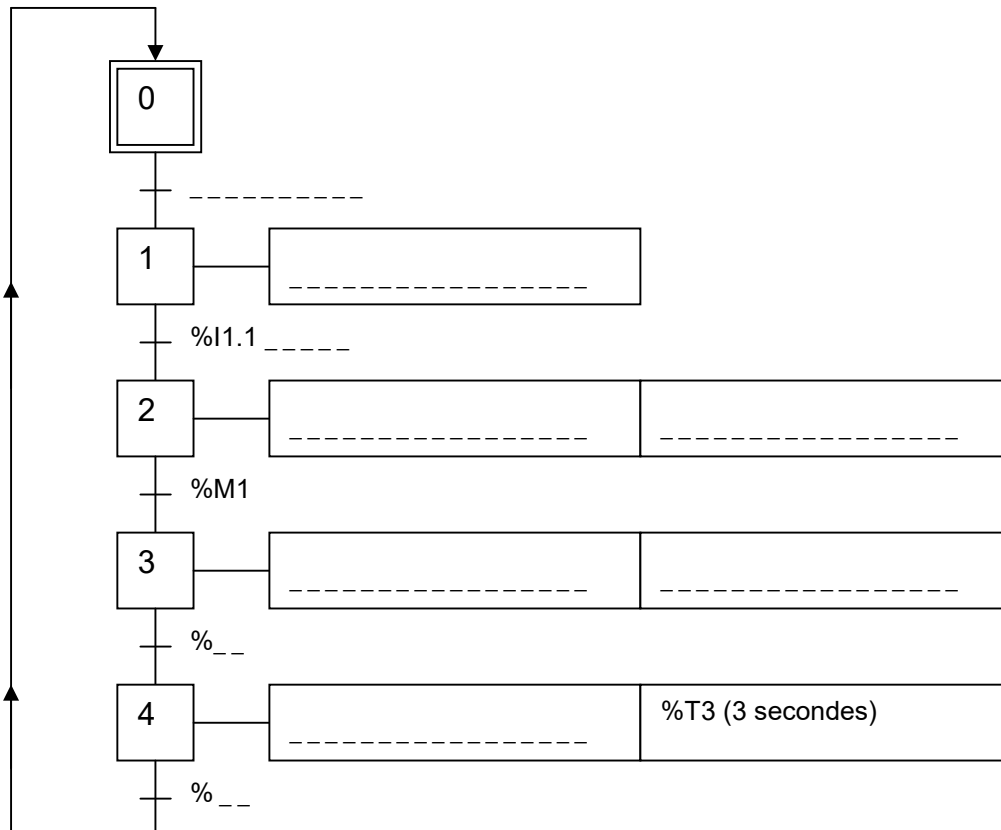 0
_ _ _ _ _ _ _ _ _ _
1
_ _ _ _ _ _ _ _ _ _ _ _ _ _ _ _ _
%I1.1 _ _ _ _ _
2
_ _ _ _ _ _ _ _ _ _ _ _ _ _ _ _ _ _ _ _ _ _ _ _ _ _ _ _ _ _ _ _ _ _
%M1
3
_ _ _ _ _ _ _ _ _ _ _ _ _ _ _ _ _ _ _ _ _ _ _ _ _ _ _ _ _ _ _ _ _ _
%_ _
4
%T3 (3 secondes)
_ _ _ _ _ _ _ _ _ _ _ _ _ _ _ _ _
% _ _